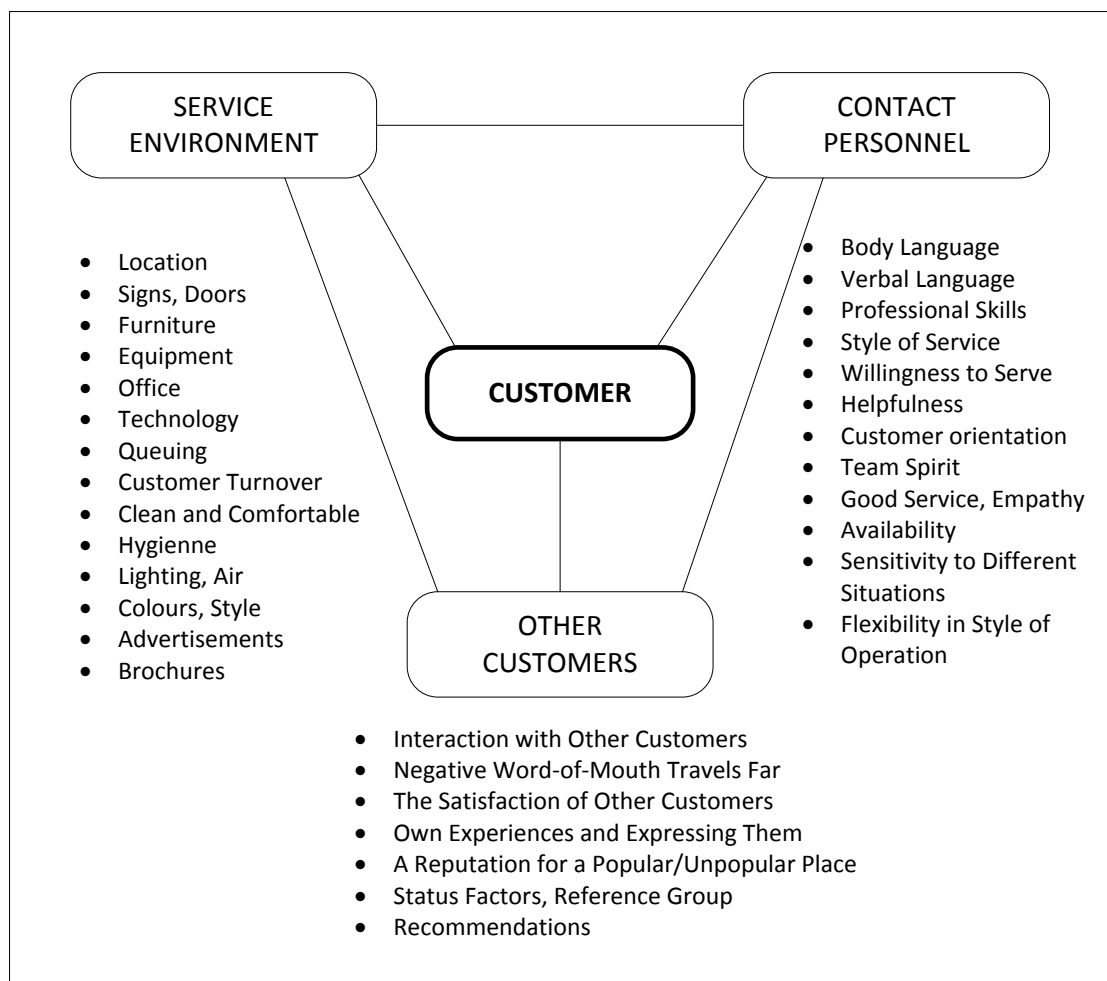 SERVICE
ENVIRONMENT
CONTACT
PERSONNEL
• Location
• Signs, Doors
• Furniture
• Equipment
• Office
• Technology
• Queuing
• Customer Turnover
• Clean and Comfortable
• Hygienne
• Lighting, Air
• Colours, Style
• Advertisements
• Brochures
CUSTOMER
• Body Language
• Verbal Language
• Professional Skills
• Style of Service
• Willingness to Serve
• Helpfulness
• Customer orientation
• Team Spirit
• Good Service, Empathy
• Availability
• Sensitivity to Different
Situations
• Flexibility in Style of
Operation
OTHER
CUSTOMERS
• Interaction with Other Customers
• Negative Word-of-Mouth Travels Far
• The Satisfaction of Other Customers
• Own Experiences and Expressing Them
• A Reputation for a Popular/Unpopular Place
• Status Factors, Reference Group
• Recommendations